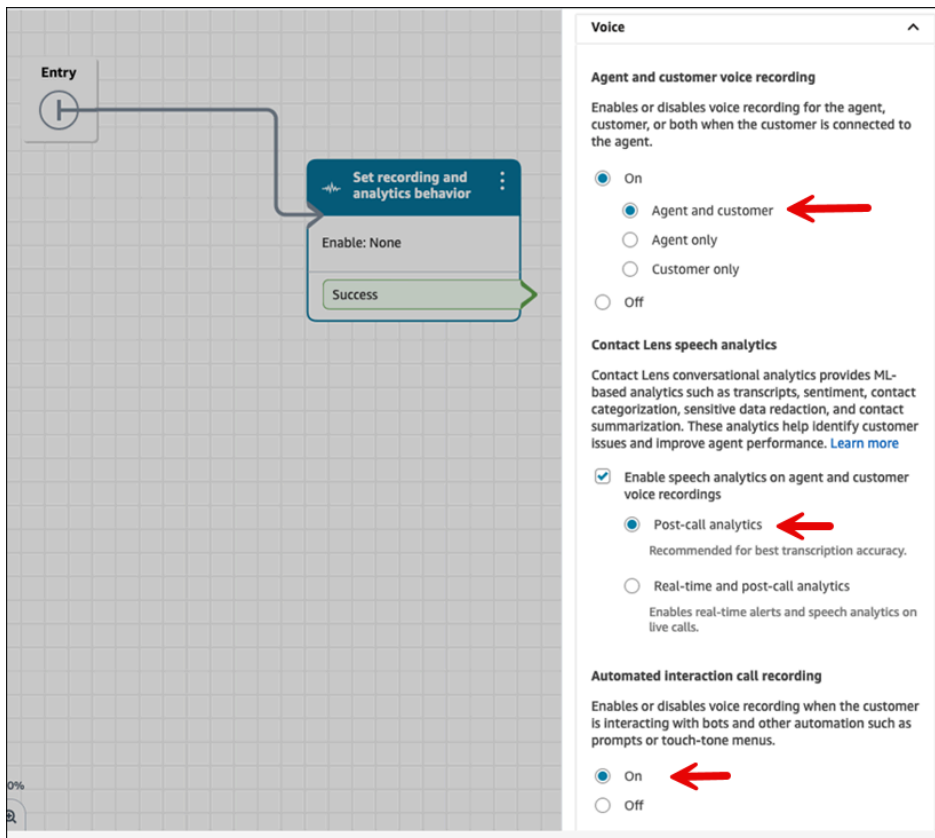 Entry
Set recording and
analytics behavior
Enable: None
Success
0%
Voice
Agent and customer voice recording
Enables or disables voice recording for the agent,
customer, or both when the customer is connected to
the agent.
On
Agent and customer
Agent only
Customer only
Off
Contact Lens speech analytics
Contact Lens conversational analytics provides ML-
based analytics such as transcripts, sentiment, contact
categorization, sensitive data redaction, and contact
summarization. These analytics help identify customer
issues and improve agent performance. Learn more
Enable speech analytics on agent and customer
voice recordings
Post-call analytics
Recommended for best transcription accuracy.
Real-time and post-call analytics
Enables real-time alerts and speech analytics on
live calls.
Automated interaction call recording
Enables or disables voice recording when the customer
is interacting with bots and other automation such as
prompts or touch-tone menus.
On
Off